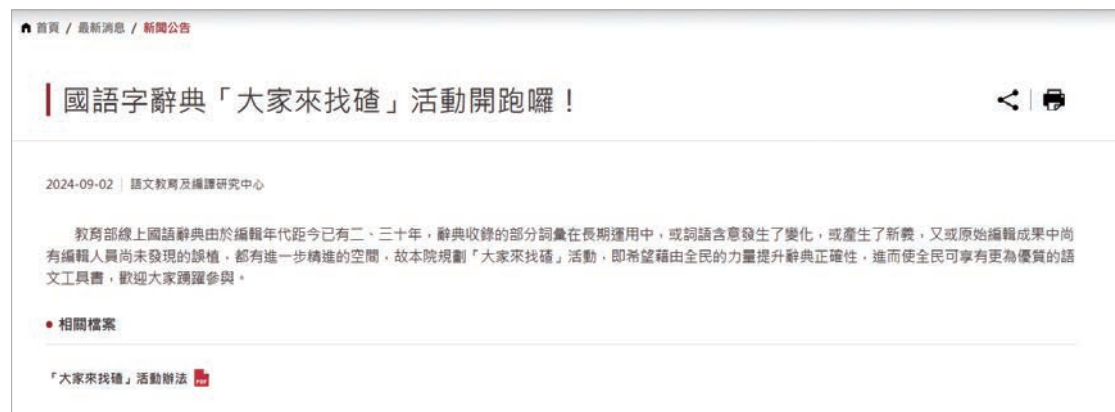 首頁 / 最新消息 / 新聞公告
國語字辭典「大家來找碴」活動開跑囉！
2024-09-02 | 語文教育及編譯研究中心
教育部線上國語辭典由於編輯年代距今已有二、三十年，辭典收錄的部分詞彙在長期運用中，或詞語含意發生了變化，或產生了新義，又或原始編輯成果中尚
有編輯人員尚未發現的誤植，都有進一步精進的空間，故本院規劃「大家來找碴」活動，即希望藉由全民的力量提升辭典正確性，進而使全民可享有更為優質的語
文工具書，歡迎大家踴躍參與。
相關檔案
「大家來找碴」活動辦法 PDF